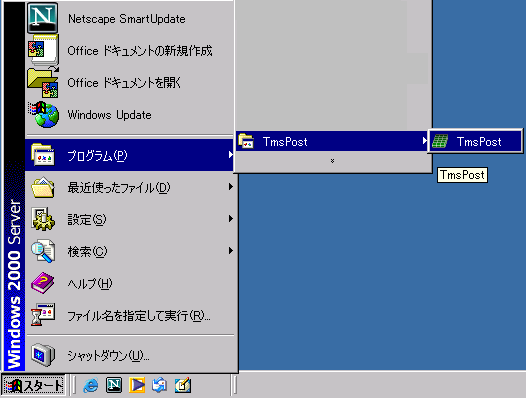 Netscape SmartUpdate
Office ドキュメントの新規作成
Office ドキュメントを開く
Windows Update
プログラム(P)
TmsPost
TmsPost
TmsPost
最近使ったファイル(D)
設定(S)
検索(C)
ヘルプ(H)
ファイル名を指定して実行(R)...
シャットダウン(U)...
Windows 2000 Server
スタート